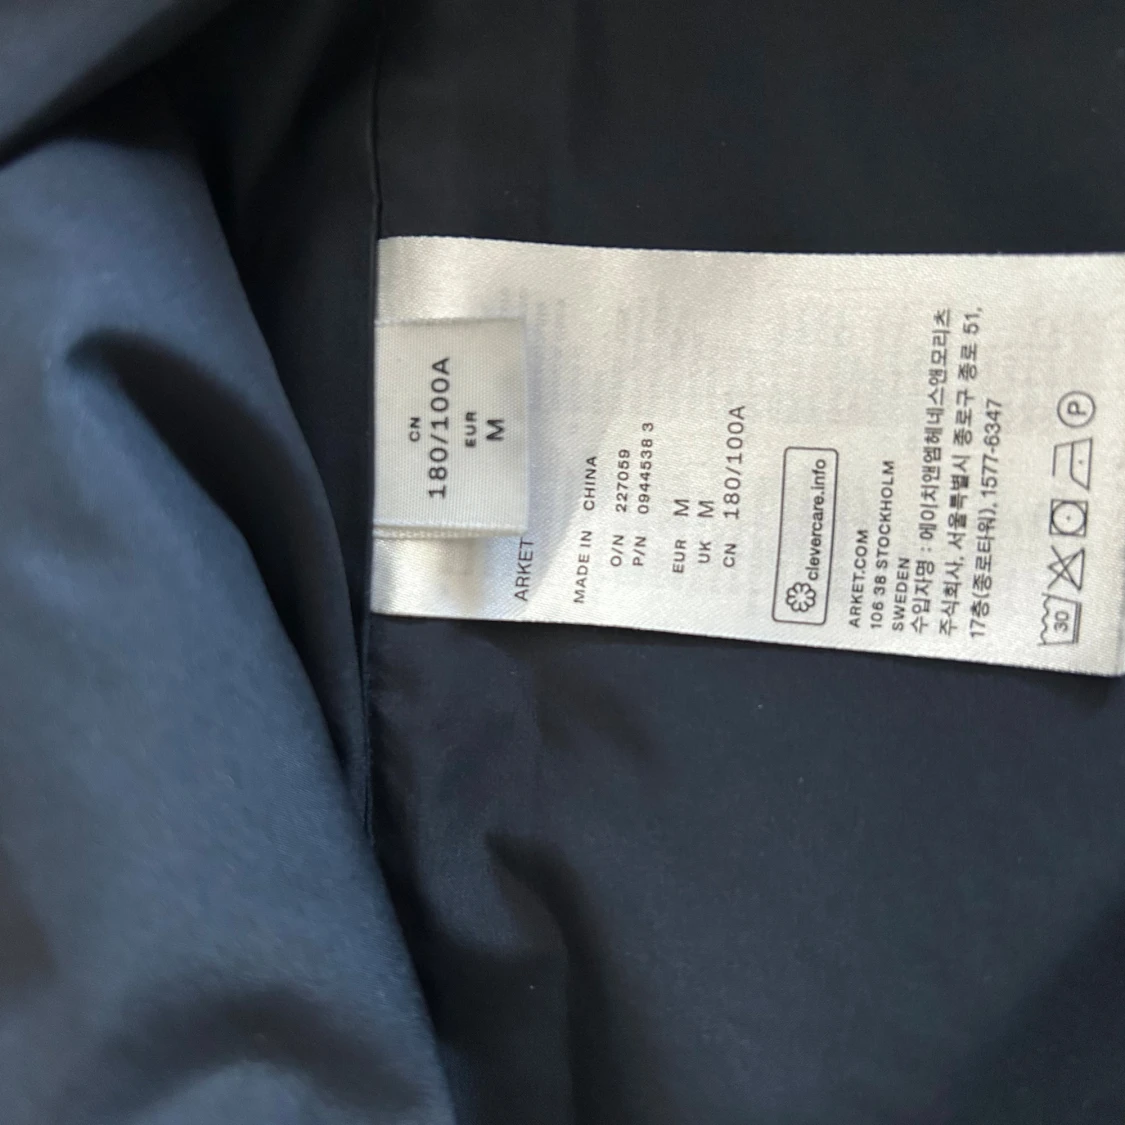 CN
180/100A
EUR
M
ARKET
MADE IN CHINA
O/N 227059
P/N 09445383
EUR M
UK M
CN 180/100A
clevercare.info
ARKET.COM
106 38 STOCKHOLM
SWEDEN
수입자명 : 에이치앤엠헤네스앤모리츠
주식회사, 서울특별시 종로구 종로 51,
17층(종로타워), 1577-6347
30
P